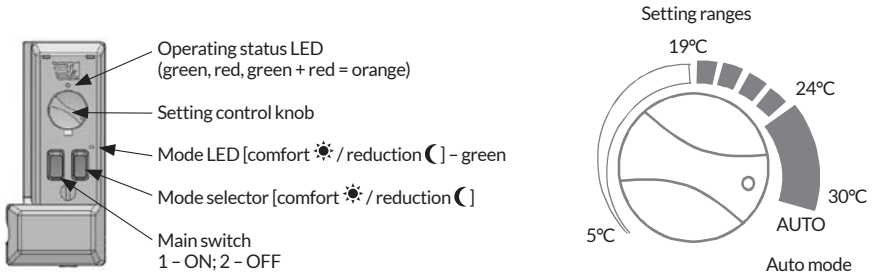 Operating status LED
(green, red, green + red = orange)
Setting control knob
Mode LED [comfort ☀ / reduction ☾] – green
Mode selector [comfort ☀ / reduction ☾]
Main switch
1 – ON; 2 – OFF
Setting ranges
19°C
24°C
30°C
AUTO
5°C
Auto mode